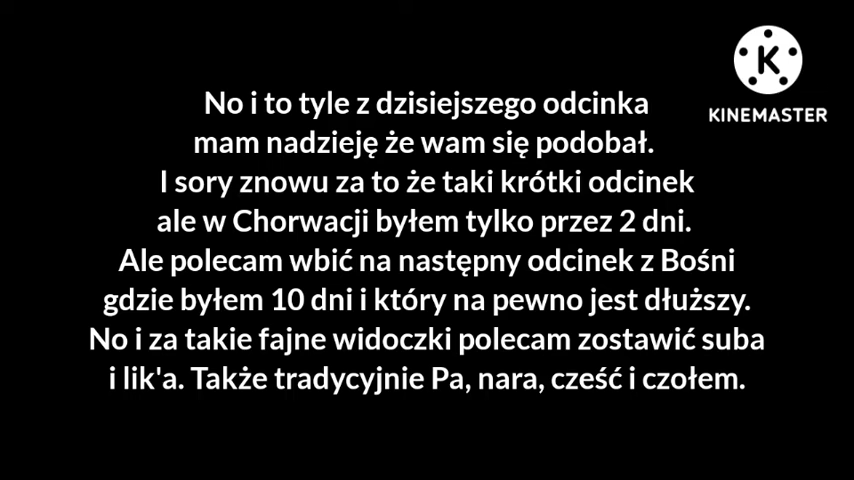 No i to tyle z dzisiejszego odcinka
mam nadzieję że wam się podobał.
I sory znowu za to że taki krótki odcinek
ale w Chorwacji byłem tylko przez 2 dni.
Ale polecam wbić na następny odcinek z Bośni
gdzie byłem 10 dni i który na pewno jest dłuższy.
No i za takie fajne widoczki polecam zostawić suba
i lik'a. Także tradycyjnie Pa, nara, cześć i czołem.
K
KINEMASTER